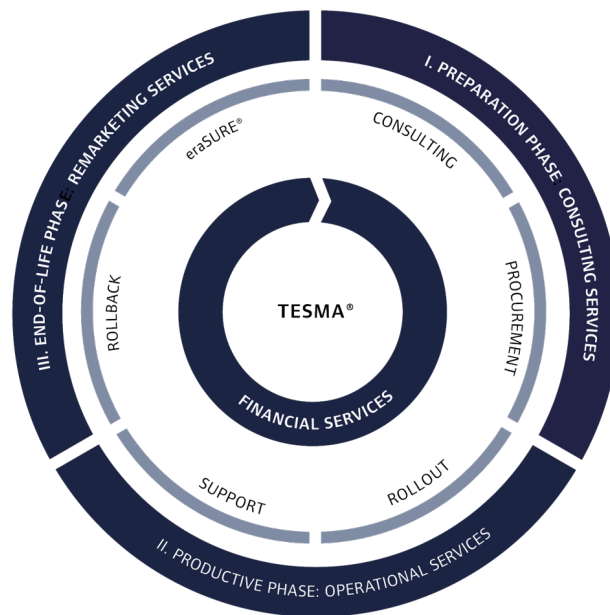 I. PREPARATION PHASE: CONSULTING SERVICES
II. PRODUCTIVE PHASE: OPERATIONAL SERVICES
III. END-OF-LIFE PHASE: REMARKETING SERVICES
CONSULTING
PROCUREMENT
ROLLOUT
SUPPORT
ROLLBACK
eraSURE®
FINANCIAL SERVICES
TESMA®